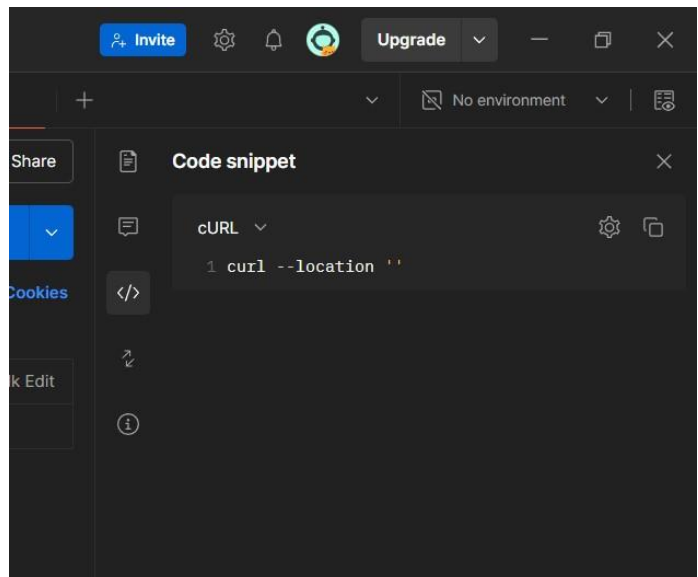 Invite
Upgrade
No environment
Share
Code snippet
cURL
1 curl --location ''
Cookies
lk Edit